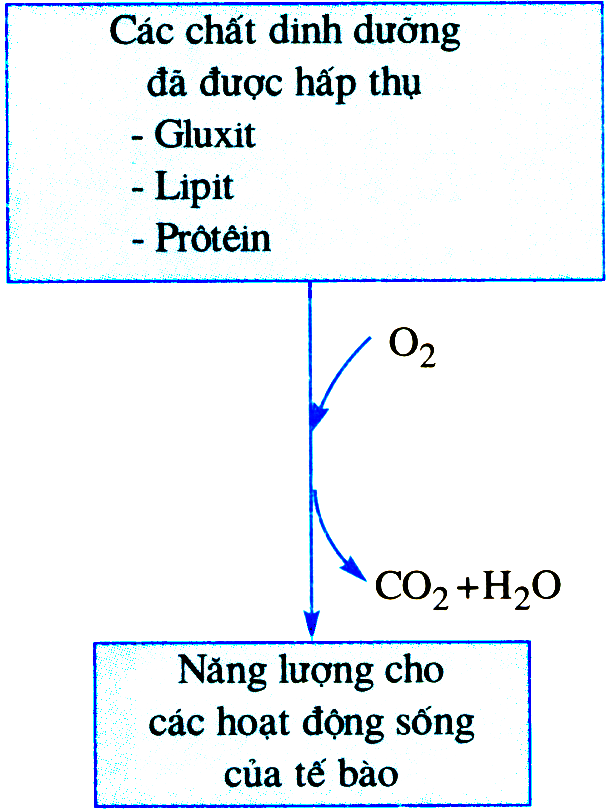 Các chất dinh dưỡng
đã được hấp thụ
- Gluxit
- Lipit
- Prôtêin
O₂
CO₂+H₂O
Năng lượng cho
các hoạt động sống
của tế bào